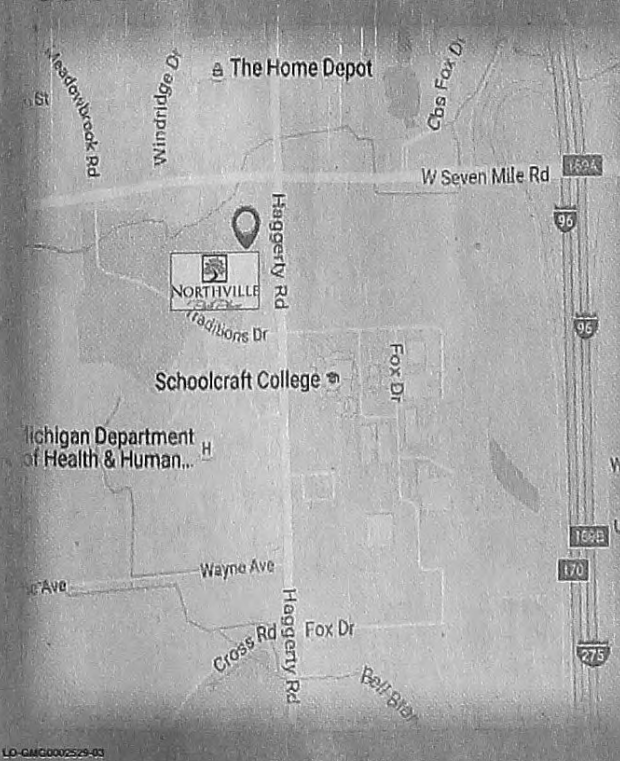 Meadowbrook Rd
Windridge Dr
The Home Depot
Cbs Fox Dr
St
W Seven Mile Rd
169A
96
Haggerty Rd
NORTHVILLE
Traditions Dr
96
Fox Dr
Schoolcraft College
Michigan Department
of Health & Human...
H
169B
170
Wayne Ave
Ave
Haggerty Rd
Cross Rd
Fox Dr
275
LO-GMG0002529-03